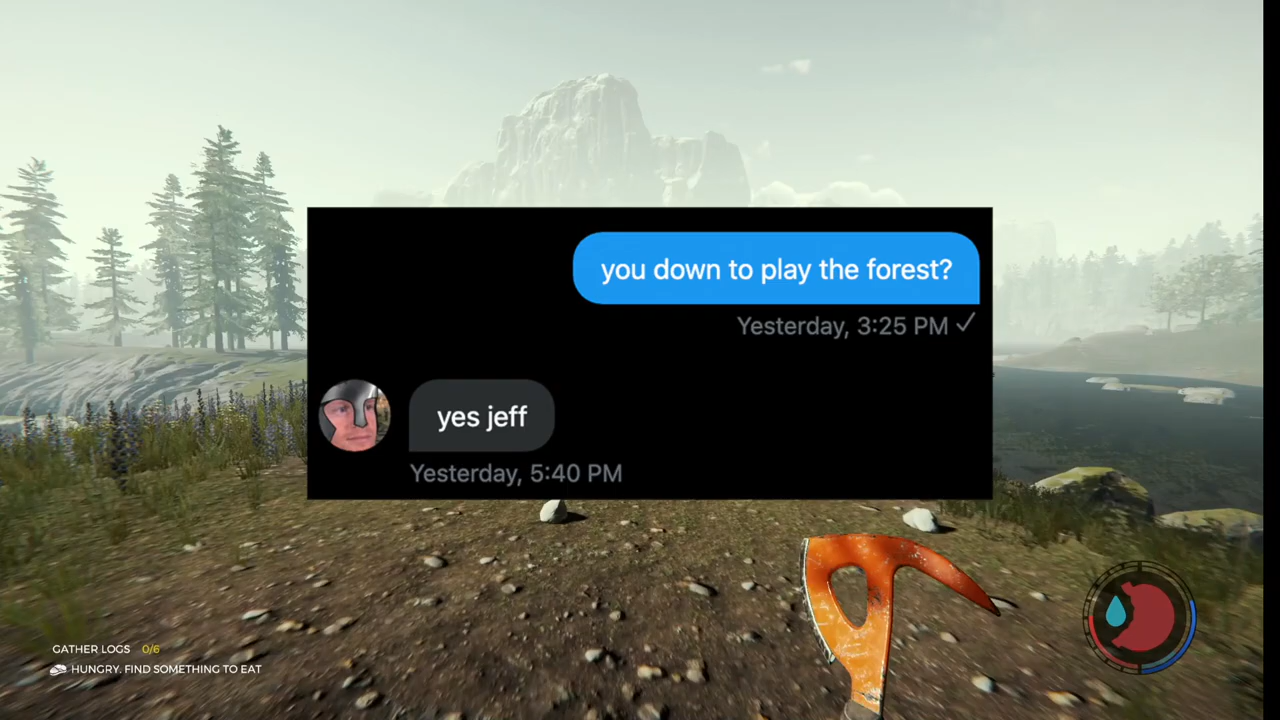 you down to play the forest?
Yesterday, 3:25 PM ✓
yes jeff
Yesterday, 5:40 PM
GATHER LOGS 0/6
HUNGRY. FIND SOMETHING TO EAT